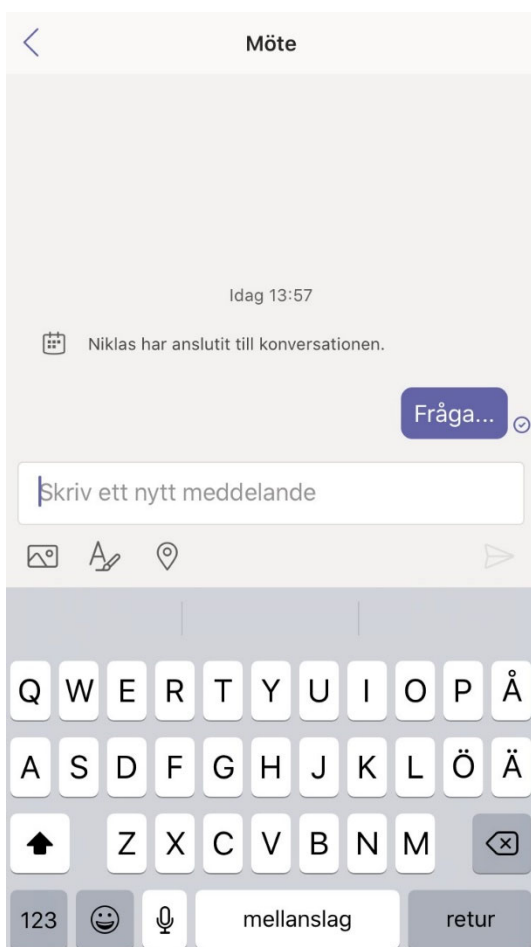 Möte
Idag 13:57
Niklas har anslutit till konversationen.
Fråga...
Skriv ett nytt meddelande
Q W E R T Y U I O P Å
A S D F G H J K L Ö Ä
Z X C V B N M
123 mellanslag retur